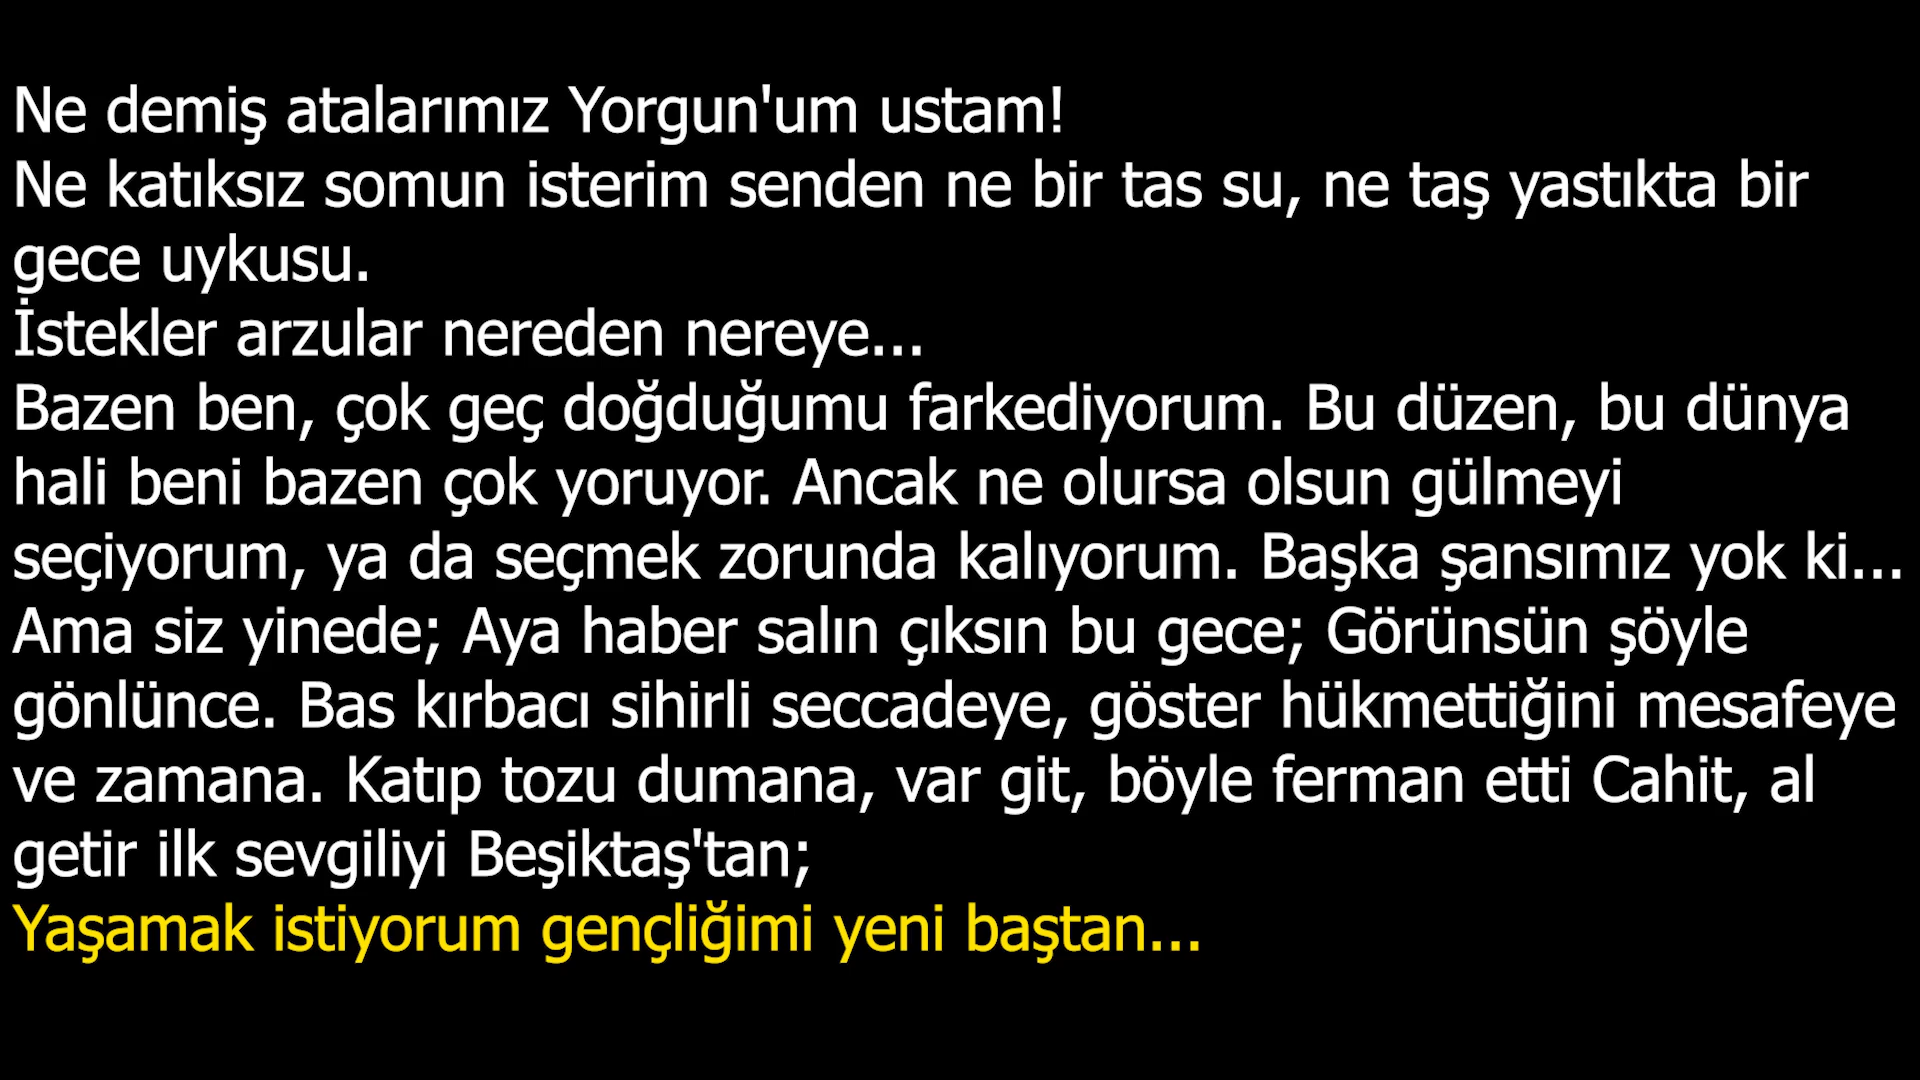 Ne demiş atalarımız Yorgun'um ustam!
Ne katıksız somun isterim senden ne bir tas su, ne taş yastıkta bir
gece uykusu.
İstekler arzular nereden nereye...
Bazen ben, çok geç doğduğumu farkediyorum. Bu düzen, bu dünya
hali beni bazen çok yoruyor. Ancak ne olursa olsun gülmeyi
seçiyorum, ya da seçmek zorunda kalıyorum. Başka şansımız yok ki...
Ama siz yinede; Aya haber salın çıksın bu gece; Görünsün şöyle
gönlünce. Bas kırbacı sihirli seccadeye, göster hükmettiğini mesafeye
ve zamana. Katıp tozu dumana, var git, böyle ferman etti Cahit, al
getir ilk sevgiliyi Beşiktaş'tan;
Yaşamak istiyorum gençliğimi yeni baştan...